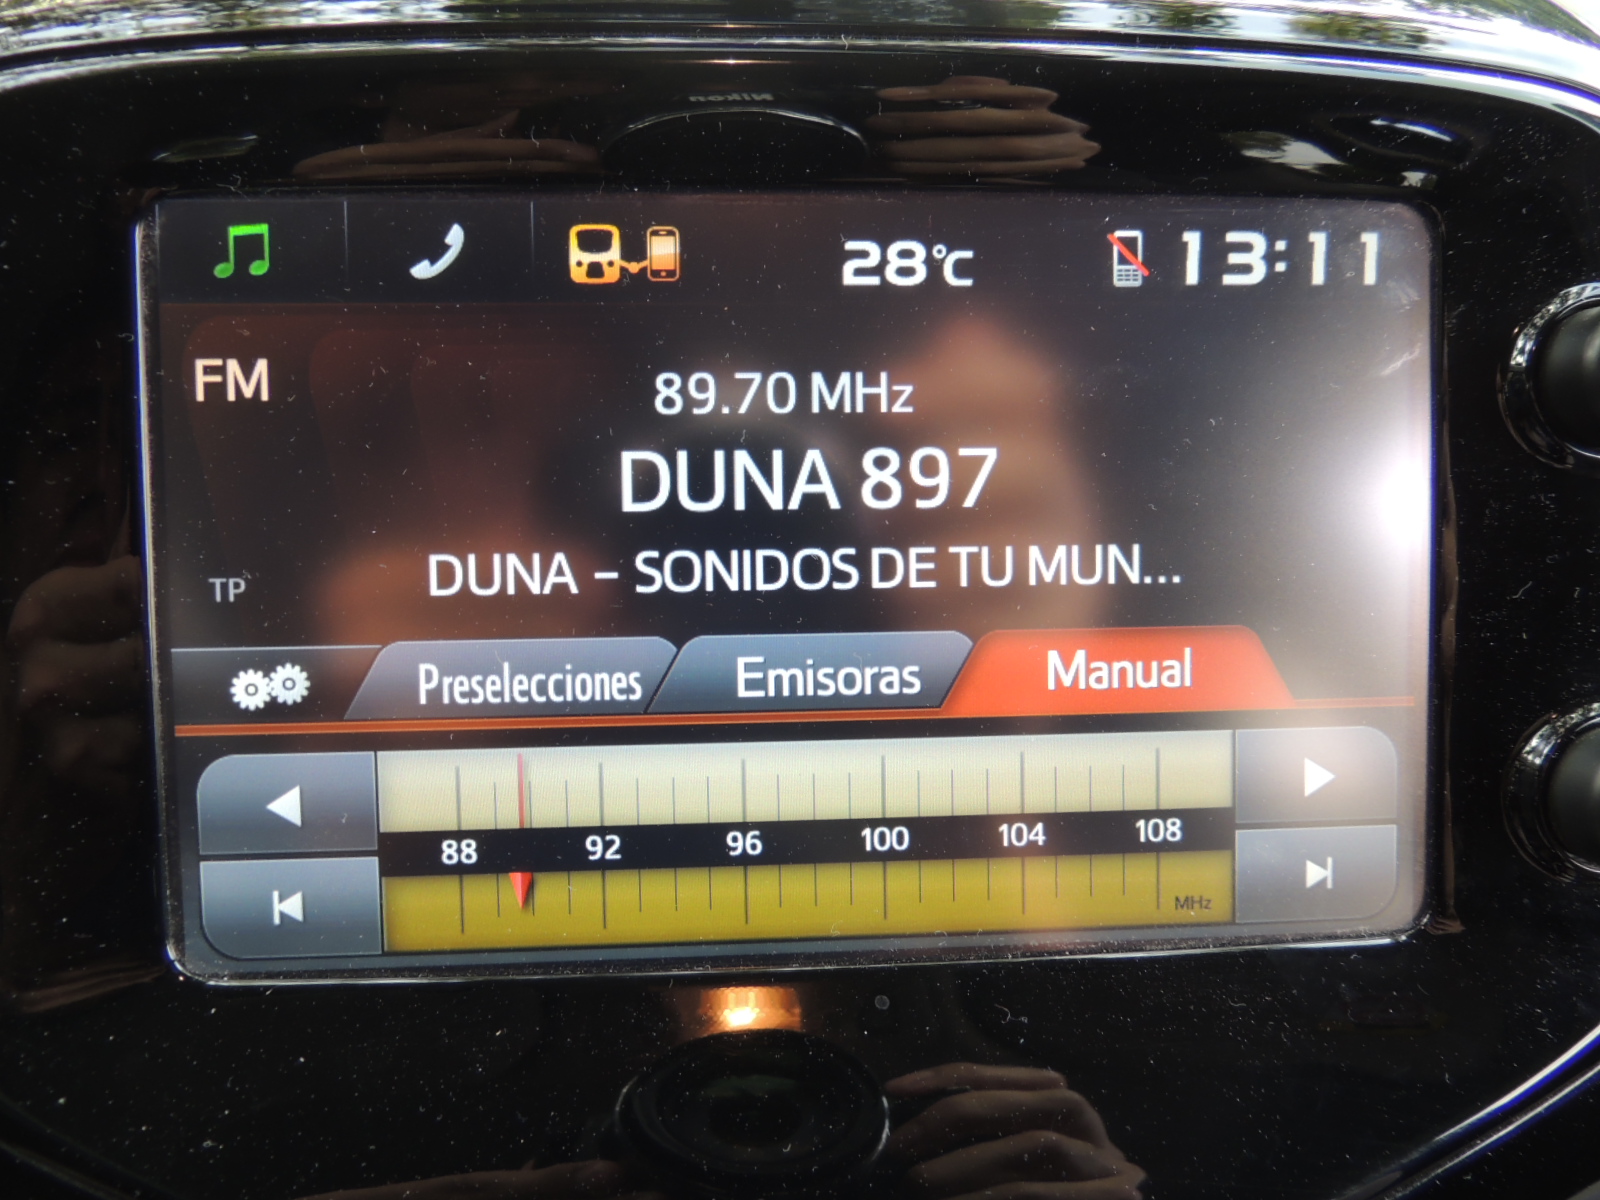 Nikon
28°C 13:11
FM
89.70 MHz
DUNA 897
TP
DUNA - SONIDOS DE TU MUN...
Preselecciones Emisoras Manual
88 92 96 100 104 108
MHz